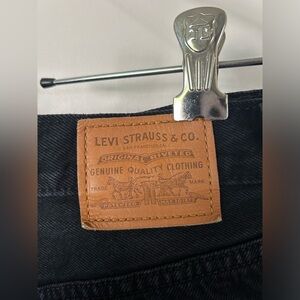 LEVI STRAUSS & CO.
SAN FRANCISCO, CAL.
ORIGINAL RIVETED
GENUINE QUALITY CLOTHING
TRADE MARK